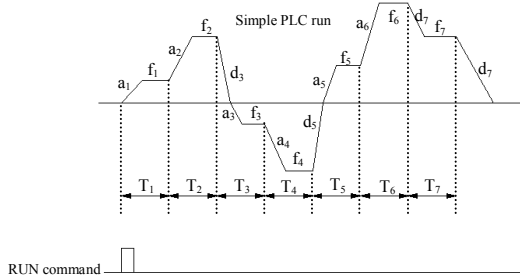 Simple PLC run
f₆ d₇
a₆ f₇
f₂
a₂ f₅
f₁ a₅ d₇
a₁ d₃
a₃ f₃ d₅
a₄
f₄
T₁ T₂ T₃ T₄ T₅ T₆ T₇
RUN command